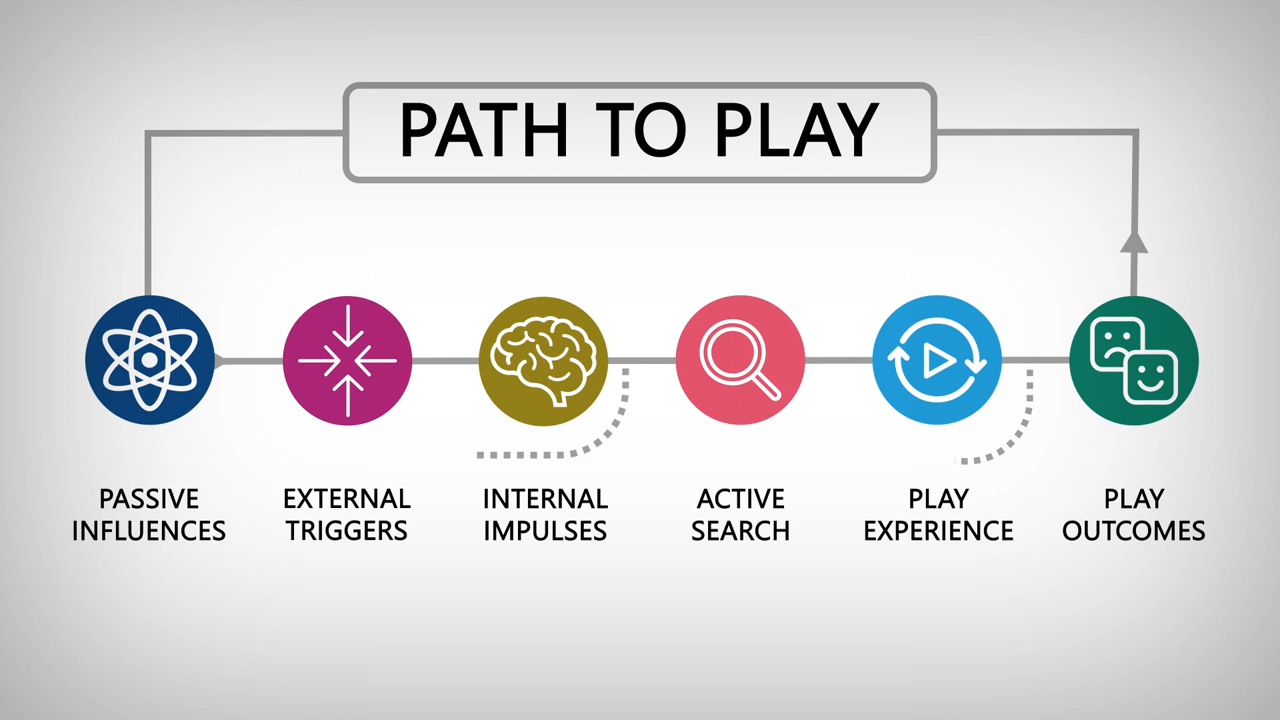 PATH TO PLAY
PASSIVE
INFLUENCES
EXTERNAL
TRIGGERS
INTERNAL
IMPULSES
ACTIVE
SEARCH
PLAY
EXPERIENCE
PLAY
OUTCOMES